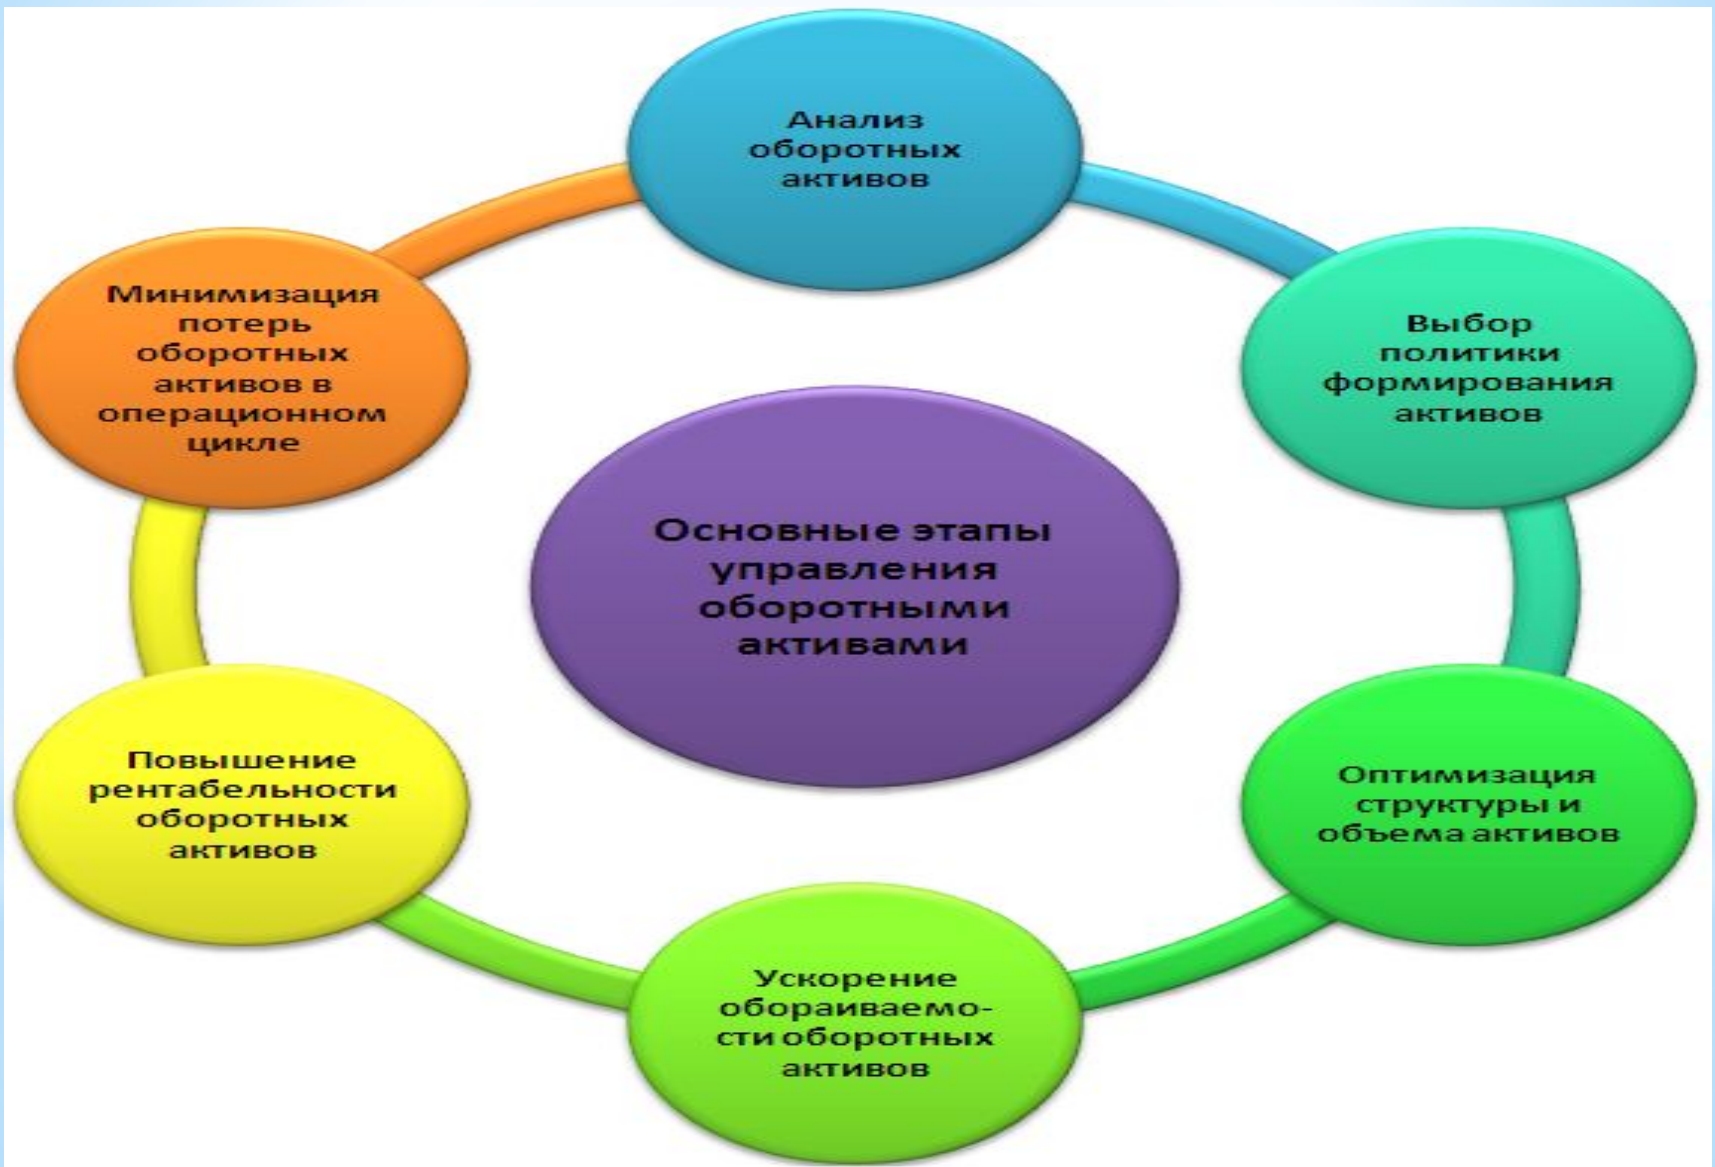 Анализ
оборотных
активов
Выбор
политики
формирования
активов
Оптимизация
структуры и
объема активов
Ускорение
обораиваемо-
сти оборотных
активов
Повышение
рентабельности
оборотных
активов
Минимизация
потерь
оборотных
активов в
операционном
цикле
Основные этапы
управления
оборотными
активами